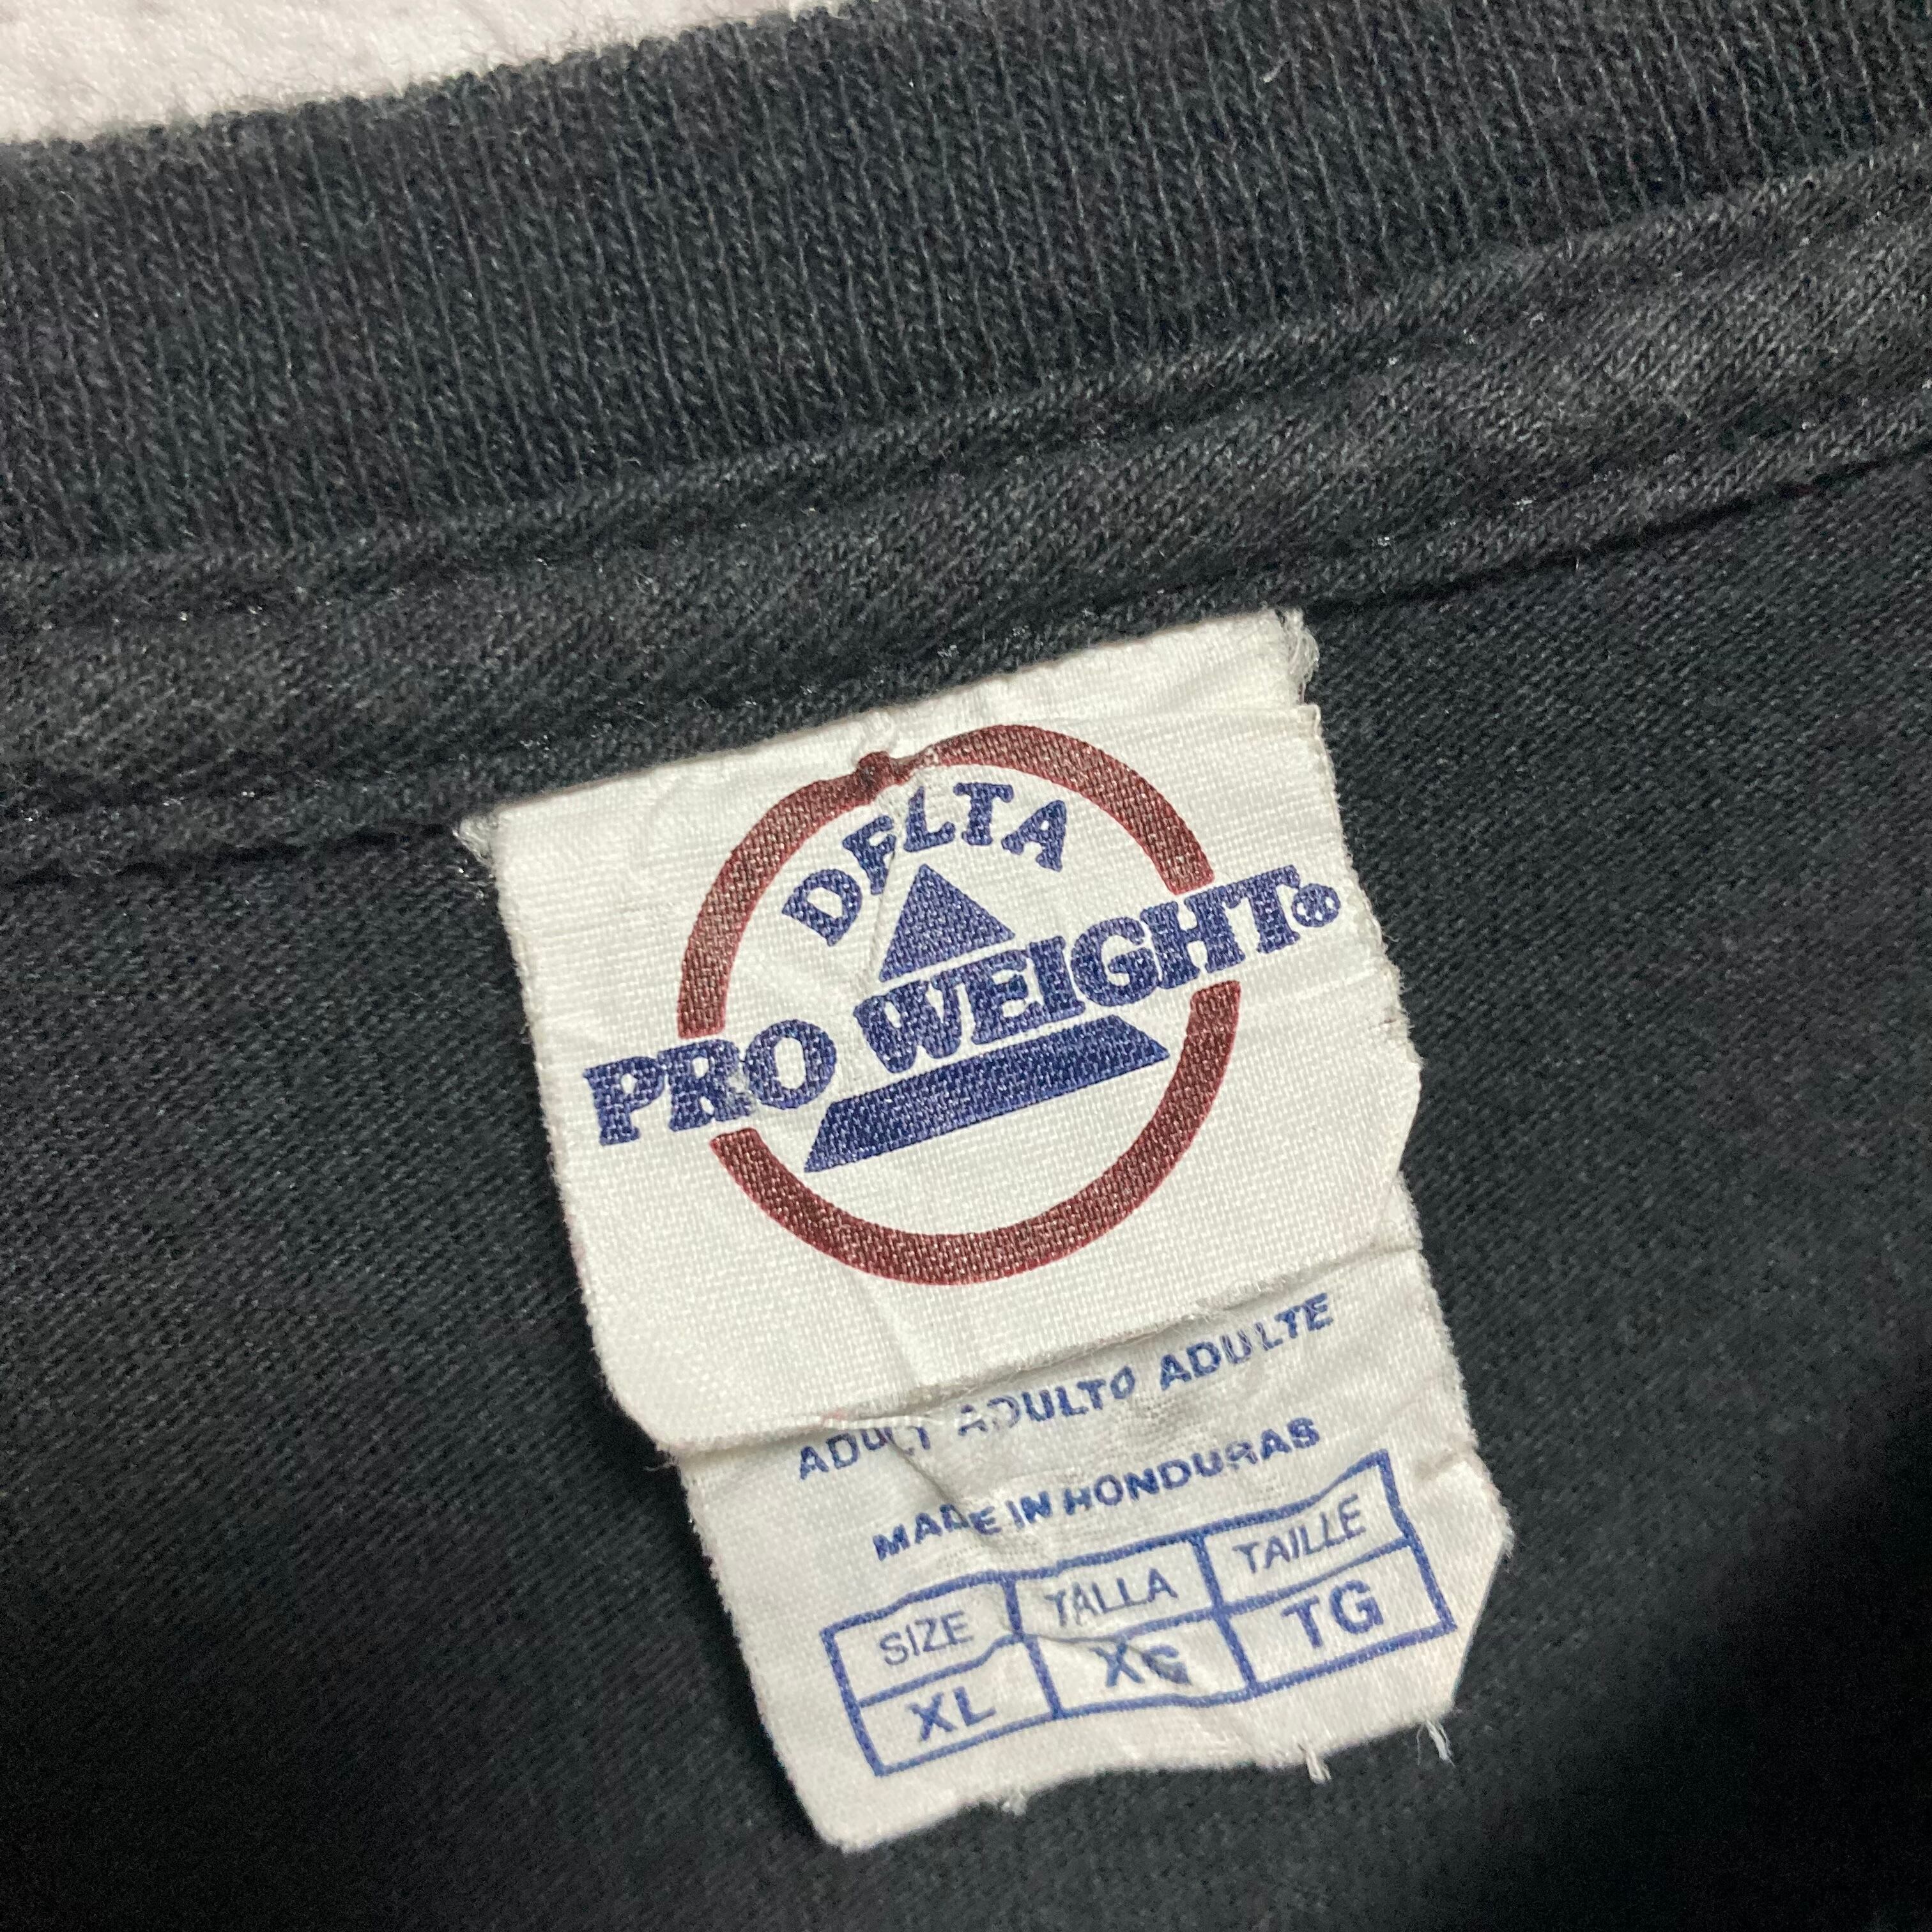 DELTA
PRO WEIGHT®
ADULT ADULTO ADULTE
MADE IN HONDURAS
SIZE TALLA TAILLE
XL XG TG